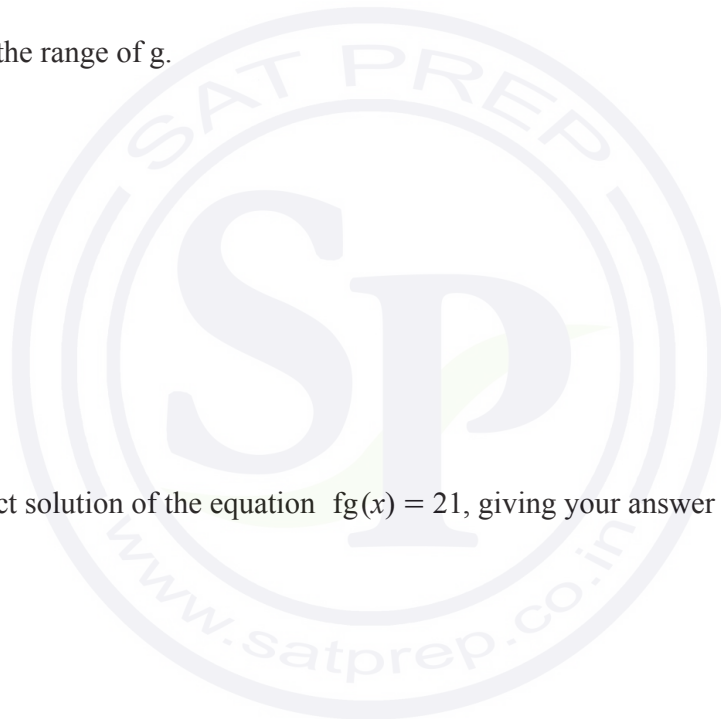 the range of g.
SAT PREP
SP
ct solution of the equation fg(x) = 21, giving your answer
www.satprep.co.in